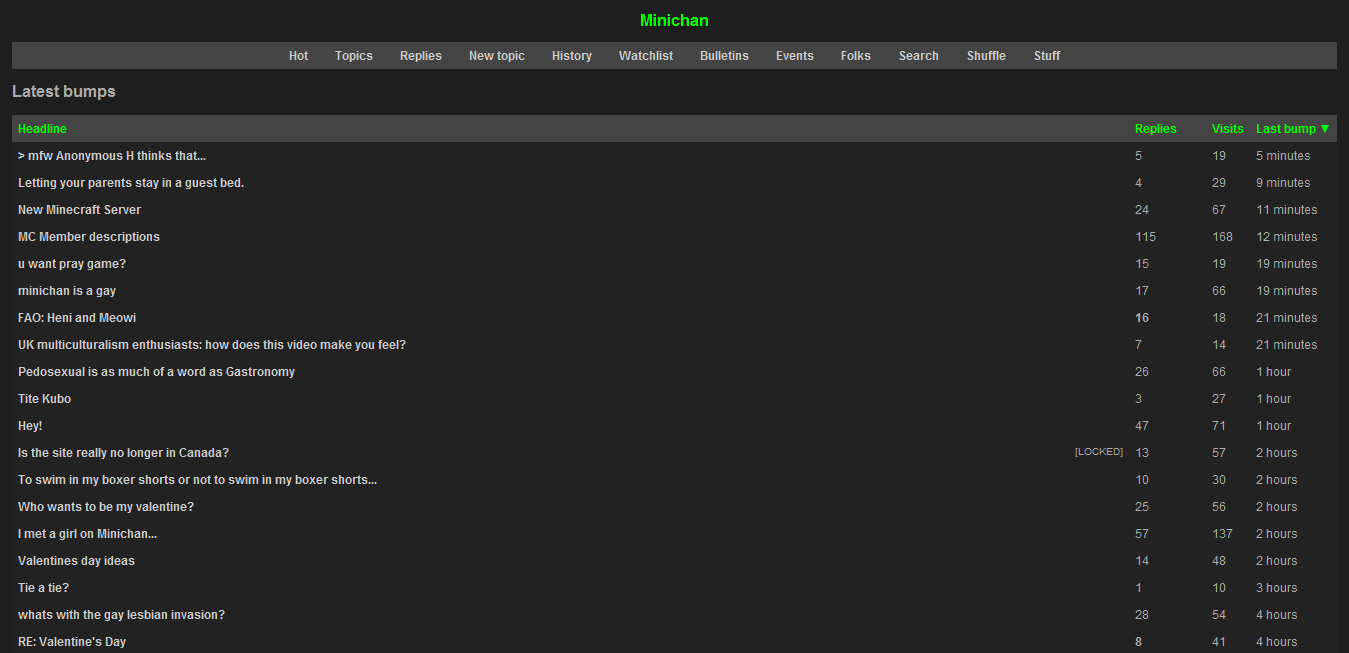 Minichan
Hot Topics Replies New topic History Watchlist Bulletins Events Folks Search Shuffle Stuff
Latest bumps
Headline Replies Visits Last bump ▼
> mfw Anonymous H thinks that... 5 19 5 minutes
Letting your parents stay in a guest bed. 4 29 9 minutes
New Minecraft Server 24 67 11 minutes
MC Member descriptions 115 168 12 minutes
u want pray game? 15 19 19 minutes
minichan is a gay 17 66 19 minutes
FAO: Heni and Meowi 16 18 21 minutes
UK multiculturalism enthusiasts: how does this video make you feel? 7 14 21 minutes
Pedosexual is as much of a word as Gastronomy 26 66 1 hour
Tite Kubo 3 27 1 hour
Hey! 47 71 1 hour
Is the site really no longer in Canada? [LOCKED] 13 57 2 hours
To swim in my boxer shorts or not to swim in my boxer shorts... 10 30 2 hours
Who wants to be my valentine? 25 56 2 hours
I met a girl on Minichan... 57 137 2 hours
Valentines day ideas 14 48 2 hours
Tie a tie? 1 10 3 hours
whats with the gay lesbian invasion? 28 54 4 hours
RE: Valentine's Day 8 41 4 hours